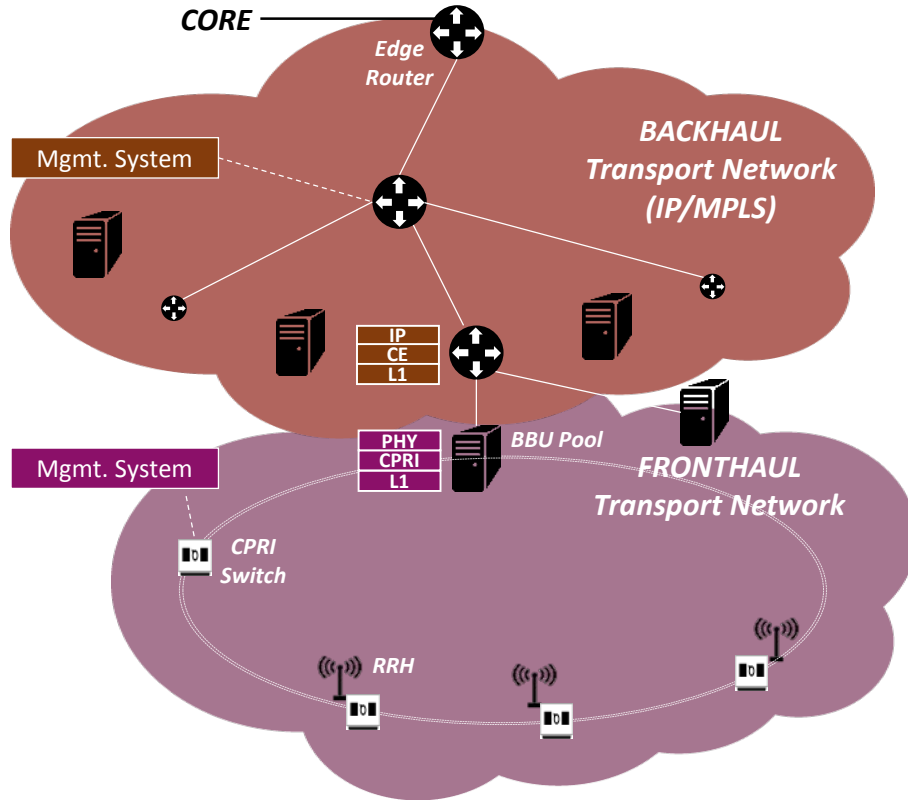 CORE
Edge
Router
Mgmt. System
BACKHAUL
Transport Network
(IP/MPLS)
IP
CE
L1
PHY
CPRI
L1
BBU Pool
Mgmt. System
FRONTHAUL
Transport Network
CPRI
Switch
RRH